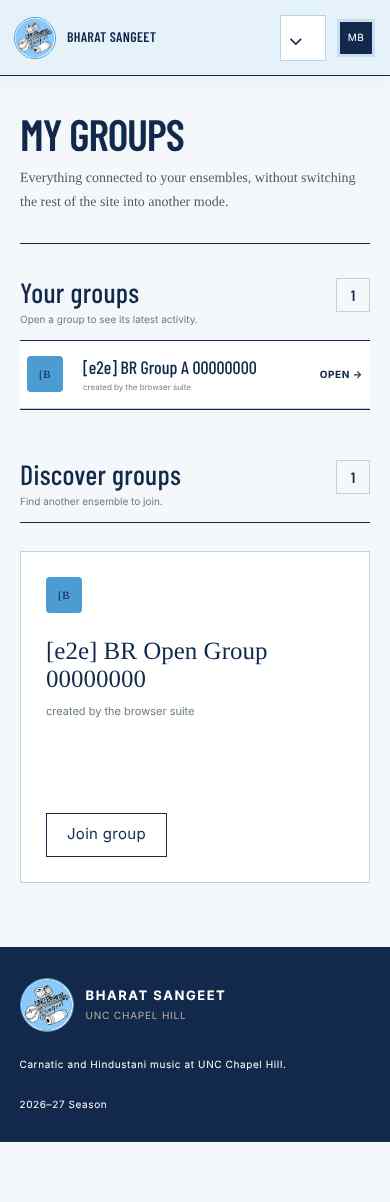 BHARAT SANGEET
MB
MY GROUPS
Everything connected to your ensembles, without switching
the rest of the site into another mode.
Your groups
1
Open a group to see its latest activity.
[B
[e2e] BR Group A 00000000
created by the browser suite
OPEN →
Discover groups
1
Find another ensemble to join.
[B
[e2e] BR Open Group
00000000
created by the browser suite
Join group
BHARAT SANGEET
UNC CHAPEL HILL
Carnatic and Hindustani music at UNC Chapel Hill.
2026–27 Season